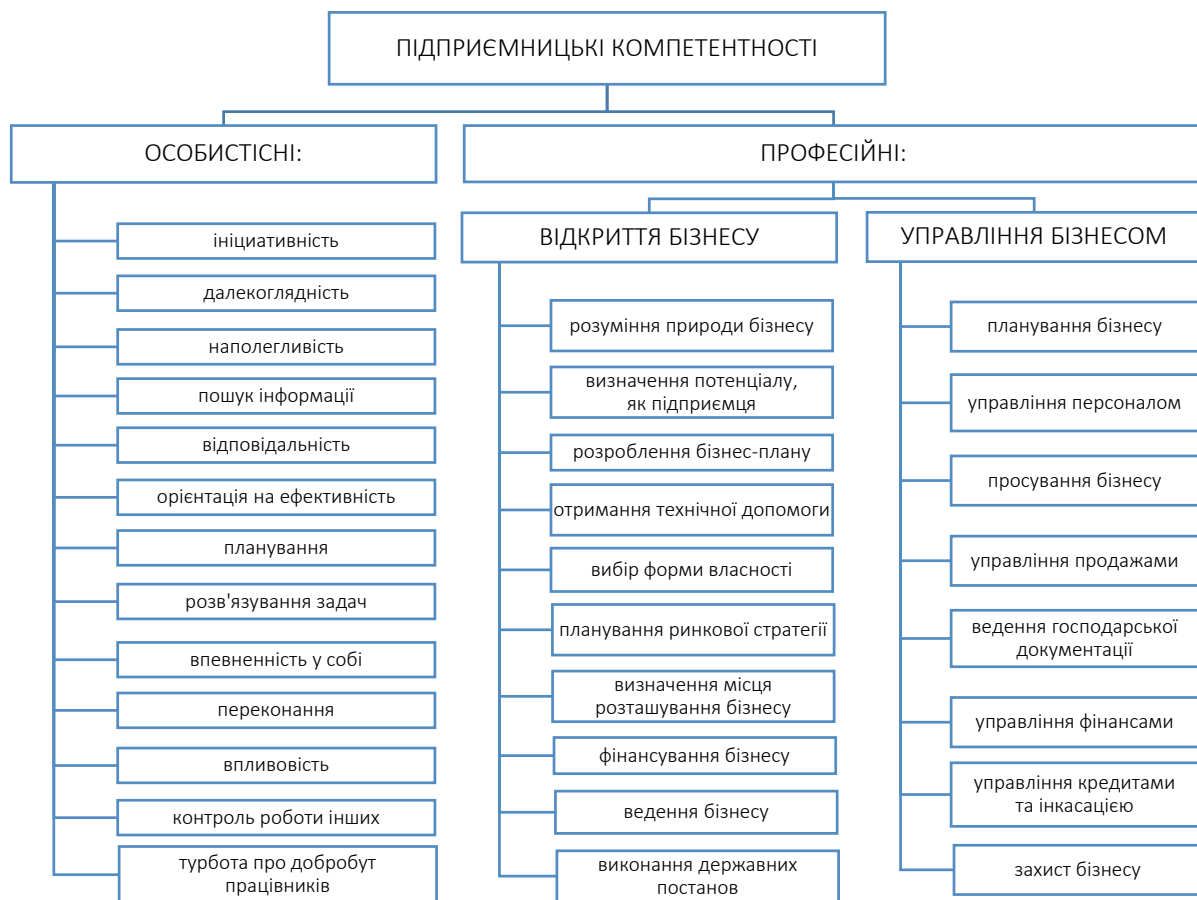 ПІДПРИЄМНИЦЬКІ КОМПЕТЕНТНОСТІ
ОСОБИСТІСНІ:
ініциативність
далекоглядність
наполегливість
пошук інформації
відповідальність
орієнтація на ефективність
планування
розв'язування задач
впевненність у собі
переконання
впливовість
контроль роботи інших
турбота про добробут
працівників
ПРОФЕСІЙНІ:
ВІДКРИТТЯ БІЗНЕСУ
розуміння природи бізнесу
визначення потенціалу,
як підприємця
розроблення бізнес-плану
отримання технічної допомоги
вибір форми власності
планування ринкової стратегії
визначення місця
розташування бізнесу
фінансування бізнесу
ведення бізнесу
виконання державних
постанов
УПРАВЛІННЯ БІЗНЕСОМ
планування бізнесу
управління персоналом
просування бізнесу
управління продажами
ведення господарської
документації
управління фінансами
управління кредитами
та інкасацією
захист бізнесу